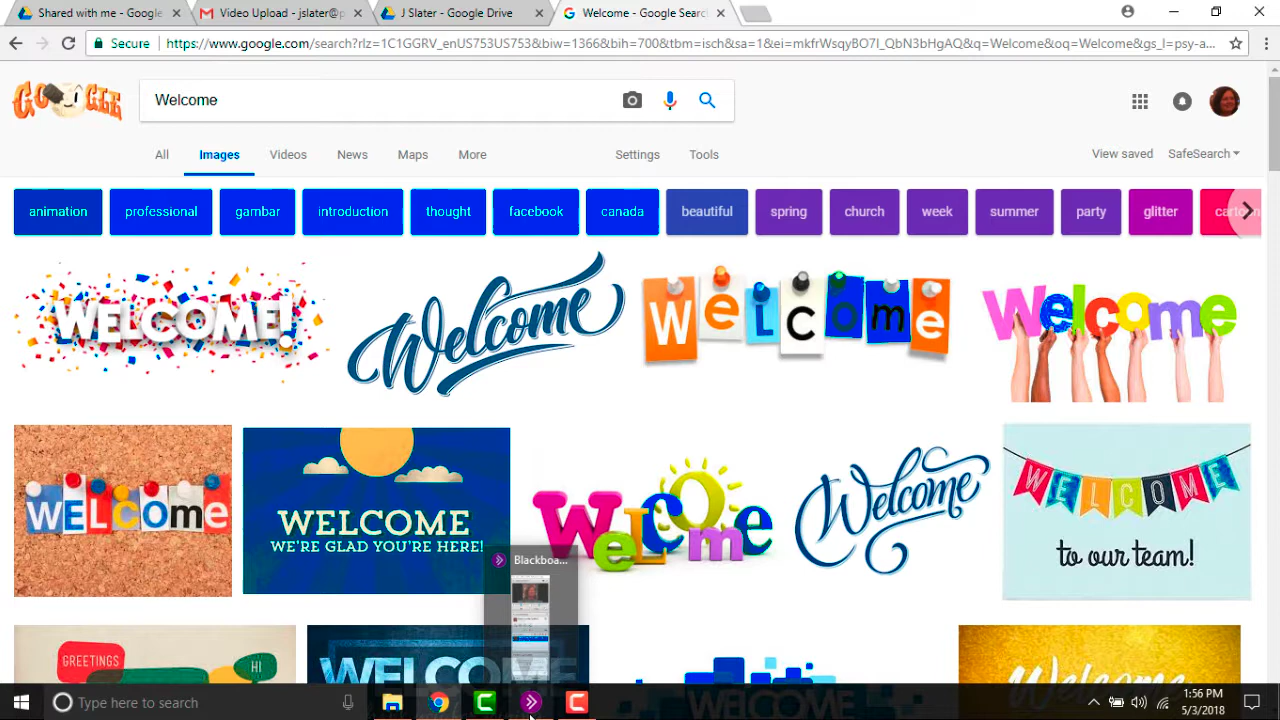 Shared with me - Google
Video Upload - jslater@p
J Slater - Google Drive
Welcome - Google Searc
Secure
https://www.google.com/search?rlz=1C1GGRV_enUS753US753&biw=1366&bih=700&tbm=isch&sa=1&ei=mkfrWsqyBO7I_QbN3bHgAQ&q=Welcome&oq=Welcome&gs_l=psy-a...
GOOGLE
Welcome
All
Images
Videos
News
Maps
More
Settings
Tools
View saved
SafeSearch
animation
professional
gambar
introduction
thought
facebook
canada
beautiful
spring
church
week
summer
party
glitter
cartoon
WELCOME!
Welcome
Welcome
Welcome
WELCOme
WELCOME
WE'RE GLAD YOU'RE HERE!
Welcome
Welcome
WELCOME
to our team!
Blackboa...
GREETINGS
HI
WELCOME
WELCOME
Type here to search
1:56 PM
5/3/2018